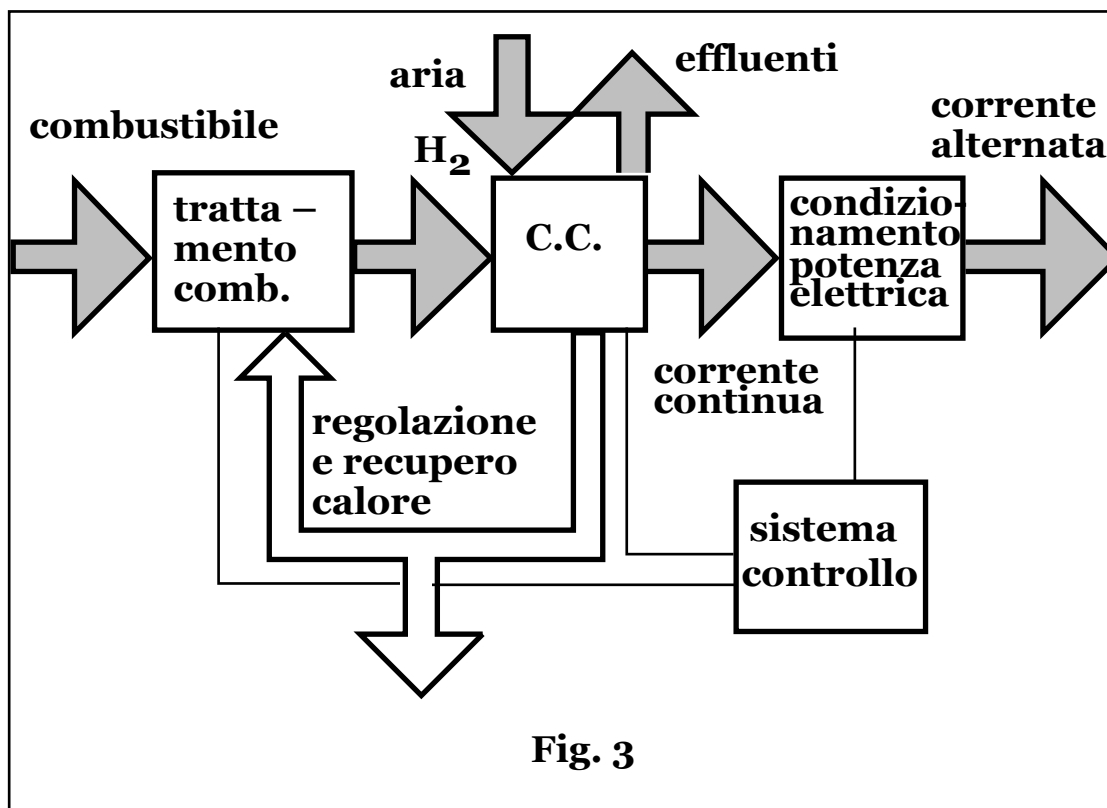 aria
effluenti
combustibile
H₂
corrente
alternata
tratta –
mento
comb.
C.C.
condizio-
namento
potenza
elettrica
corrente
continua
regolazione
e recupero
calore
sistema
controllo
Fig. 3